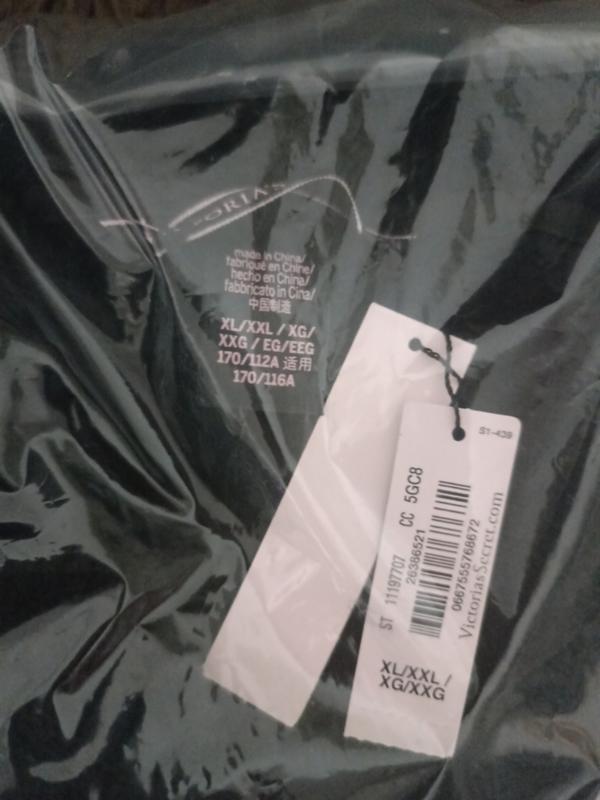 ORIA'S
made in China/
fabriqué en Chine/
hecho en China/
fabbricato in Cina/
中国制造
XL/XXL / XG/
XXG / EG/EEG
170/112A 适用
170/116A
S1-439
ST 11197707 CC 5GC8
26366521
0667555768672
VictoriasSecret.com
XL/XXL /
XG/XXG